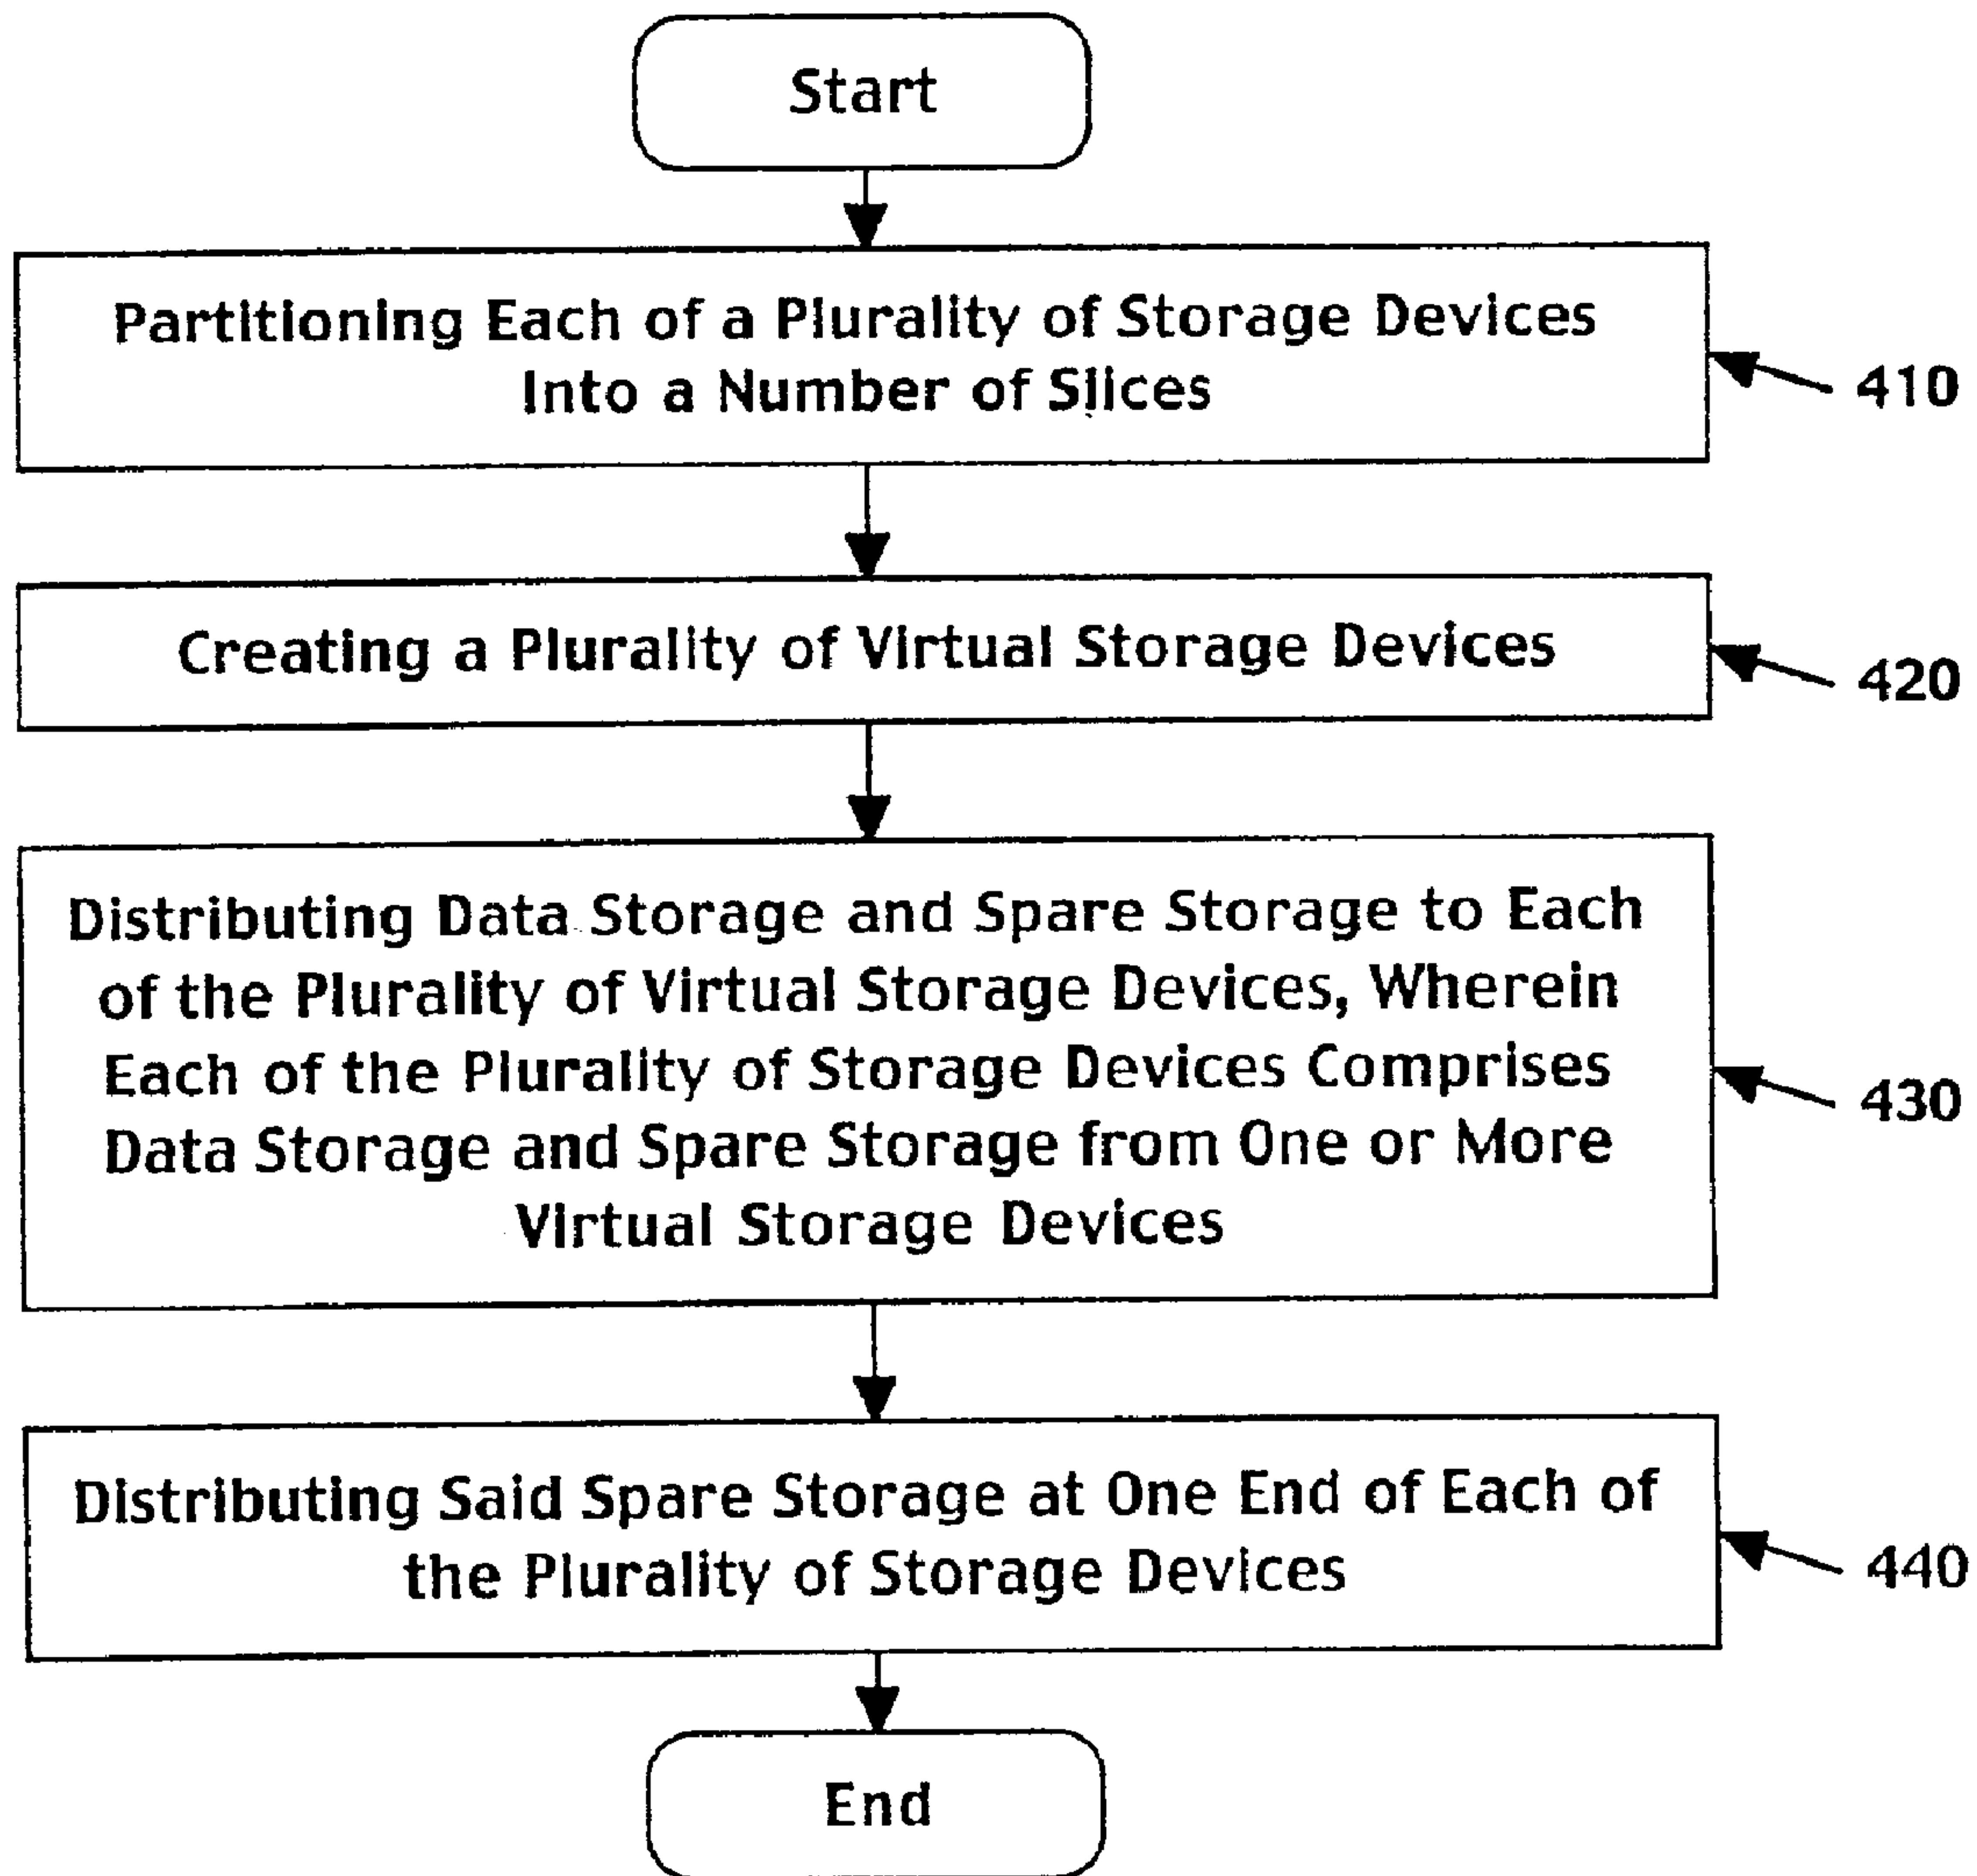 Start
Partitioning Each of a Plurality of Storage Devices
Into a Number of Slices
410
Creating a Plurality of Virtual Storage Devices
420
Distributing Data Storage and Spare Storage to Each
of the Plurality of Virtual Storage Devices, Wherein
Each of the Plurality of Storage Devices Comprises
Data Storage and Spare Storage from One or More
Virtual Storage Devices
430
Distributing Said Spare Storage at One End of Each of
the Plurality of Storage Devices
440
End